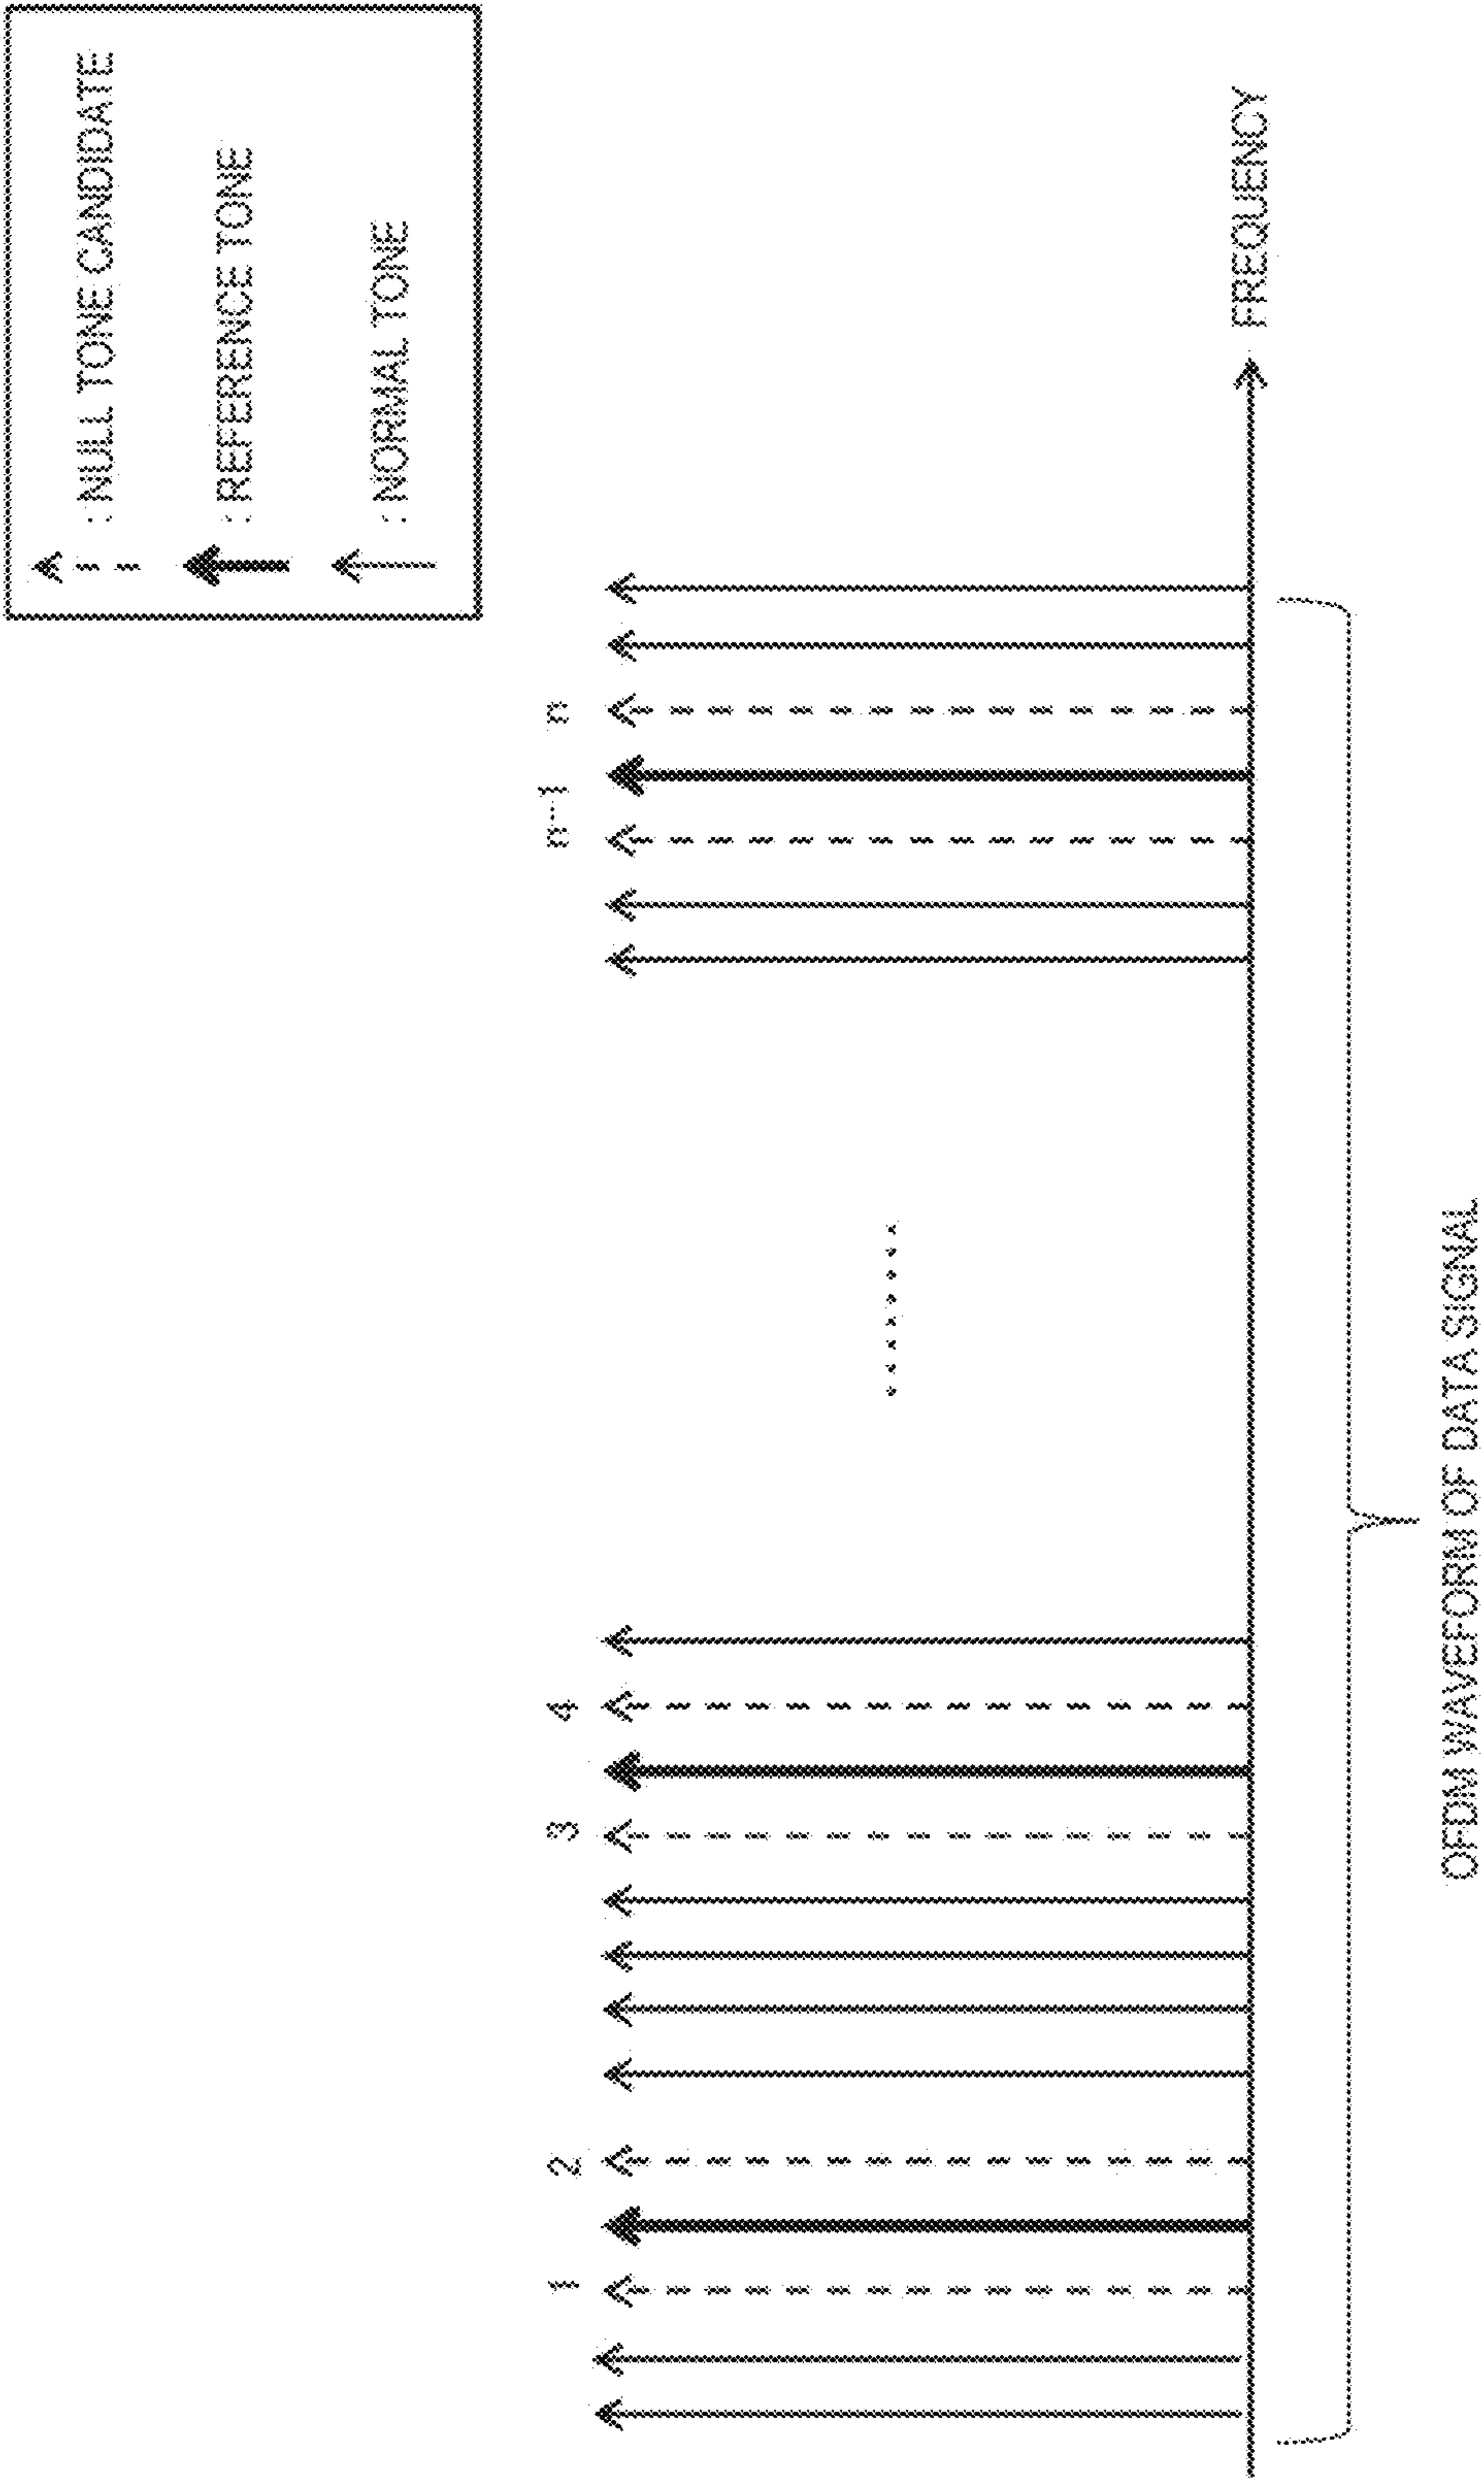 : NULL TONE CANDIDATE
: REFERENCE TONE
: NORMAL TONE
1 2 3 4 n-1 n
FREQUENCY
OFDM WAVEFORM OF DATA SIGNAL